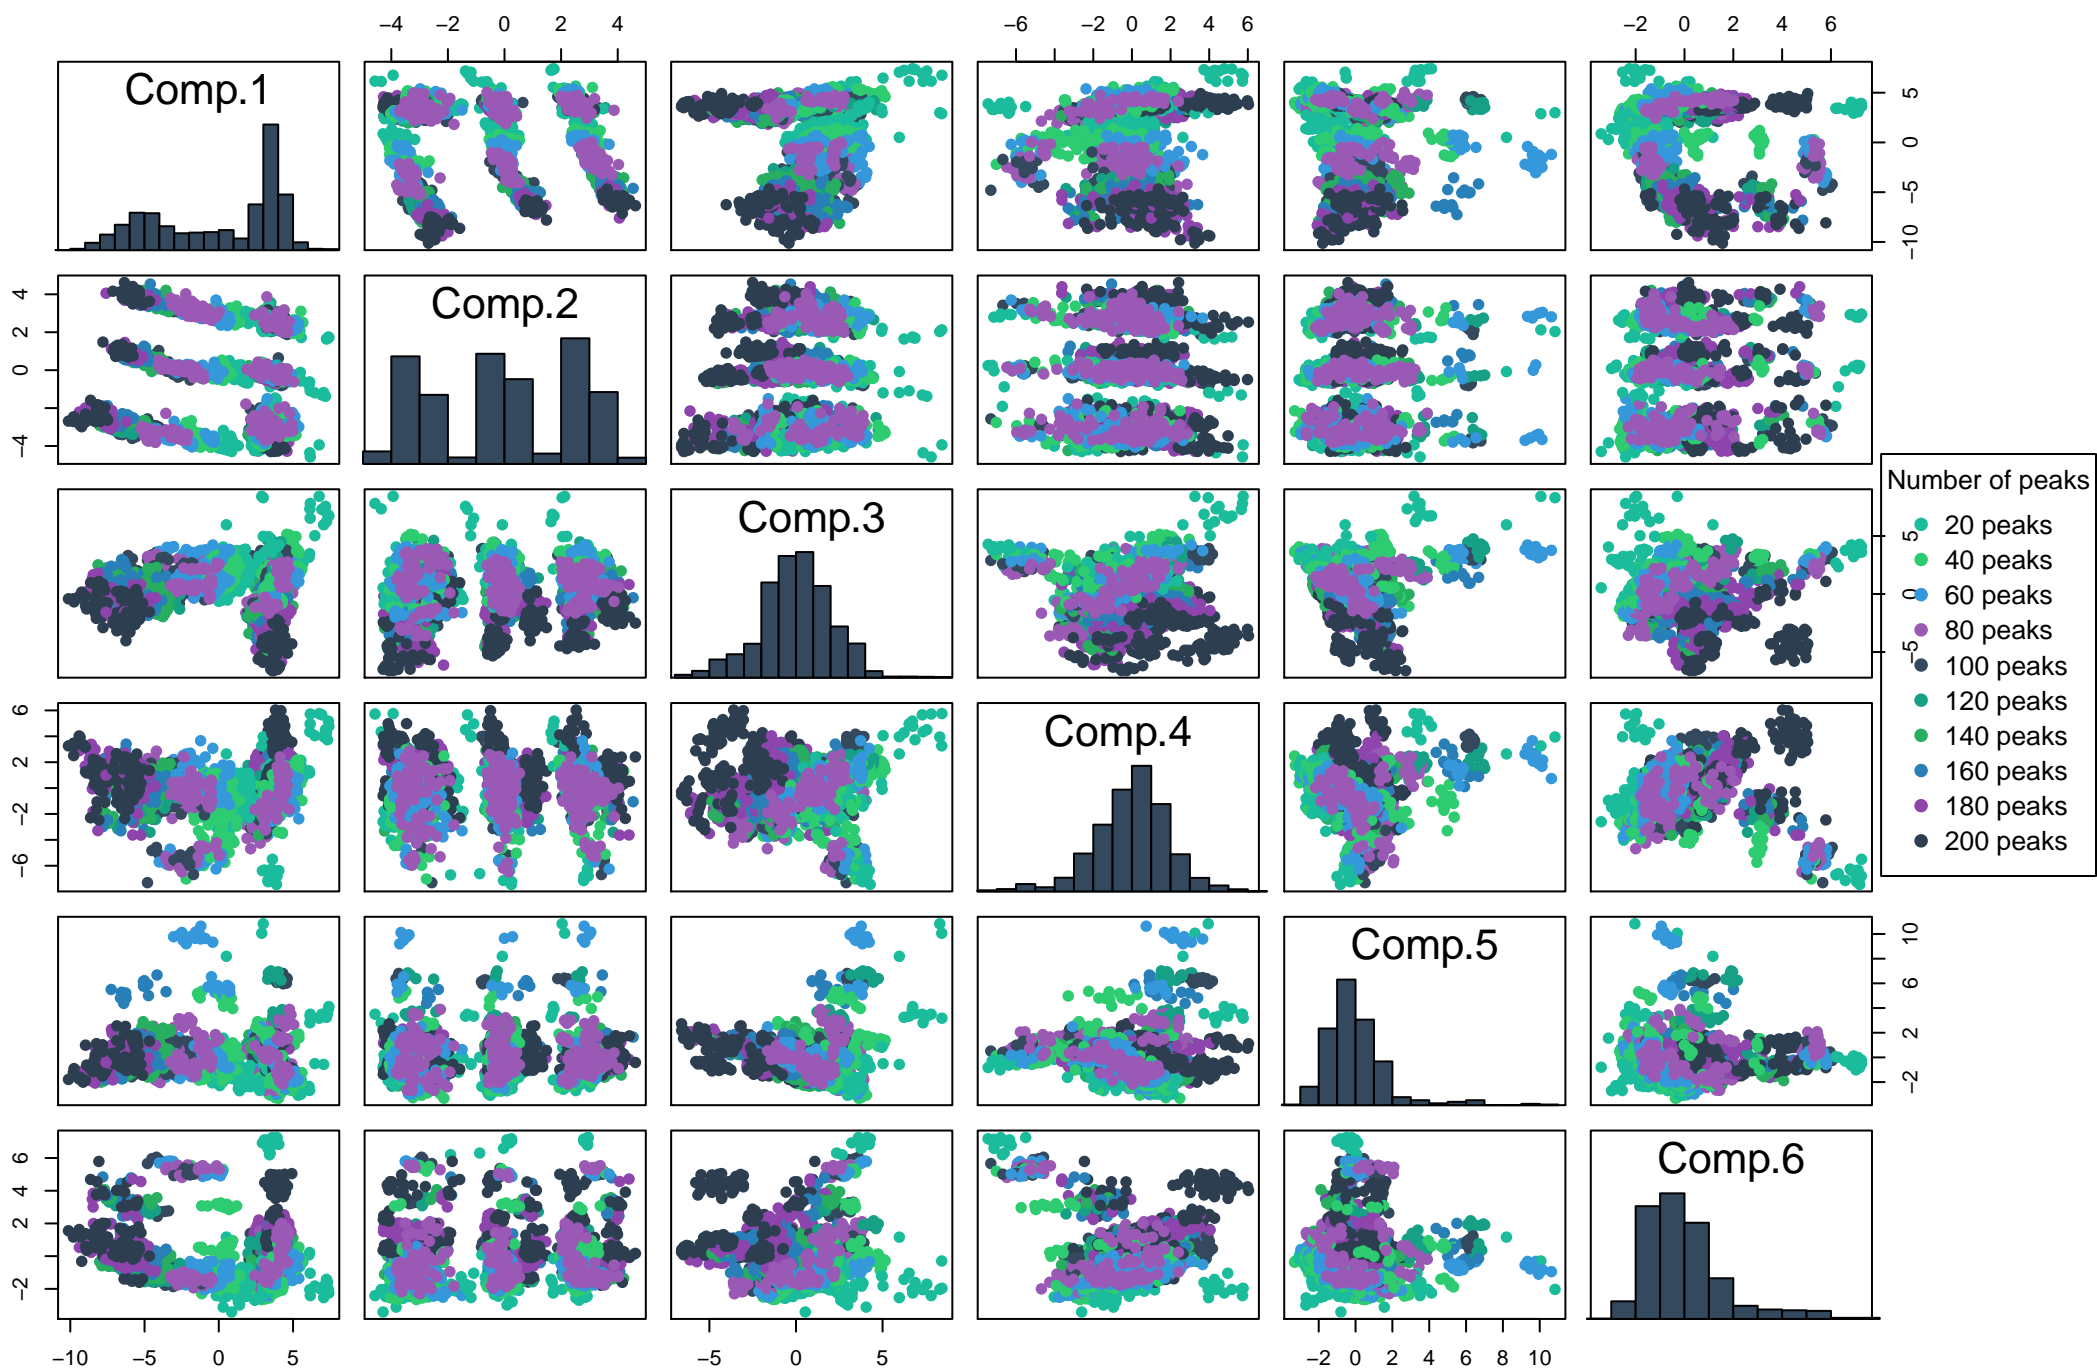 −4 −2 0 2 4
−6 −2 0 2 4 6
−2 0 2 4 6
Comp.1
5
0
−5
−10
Comp.2
4
2
0
−4
Comp.3
5
0
−5
Number of peaks
20 peaks
40 peaks
60 peaks
80 peaks
100 peaks
120 peaks
140 peaks
160 peaks
180 peaks
200 peaks
Comp.4
6
2
−2
−6
Comp.5
10
6
2
−2
Comp.6
6
4
2
−2
−10 −5 0 5
−5 0 5
−2 0 2 4 6 8 10